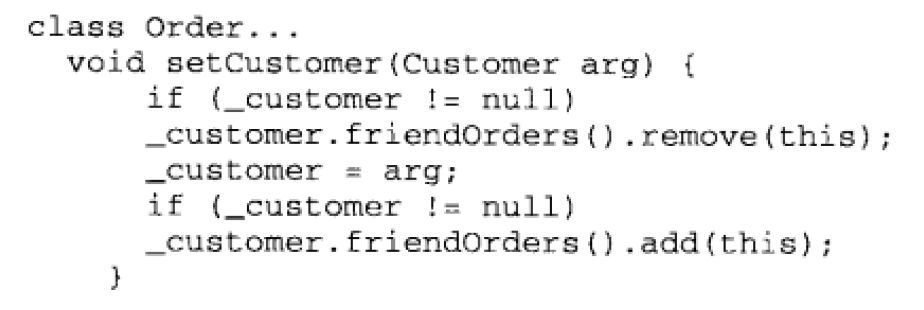 class Order...
  void setCustomer(Customer arg) {
      if (_customer != null)
      _customer.friendOrders().remove(this);
      _customer = arg;
      if (_customer != null)
      _customer.friendOrders().add(this);
    }